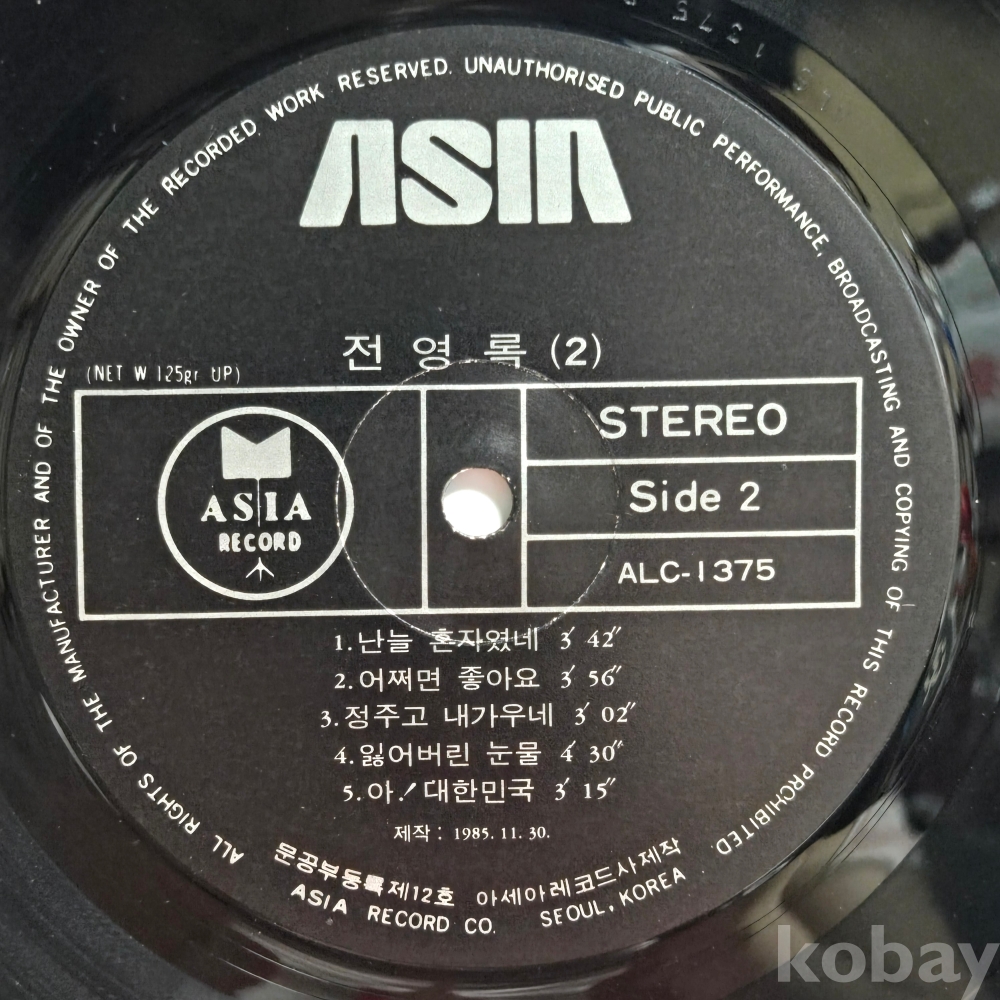 ALL RIGHTS OF THE MANUFACTURER AND OF THE OWNER OF THE RECORDED WORK RESERVED. UNAUTHORISED PUBLIC PERFORMANCE, BROADCASTING AND COPYING OF THIS RECORD PROHIBITED.
ASIA
전영록 (2)
(NET W 125gr UP)
ASIA
RECORD
STEREO
Side 2
ALC-1375
1. 난늘 혼자였네 3′ 42″
2. 어쩌면 좋아요 3′ 56″
3. 정주고 내가우네 3′ 02″
4. 잃어버린 눈물 4′ 30″
5. 아! 대한민국 3′ 15″
제작: 1985. 11. 30.
문공부등록제12호 아세아레코드사제작
ASIA RECORD CO. SEOUL, KOREA
kobay